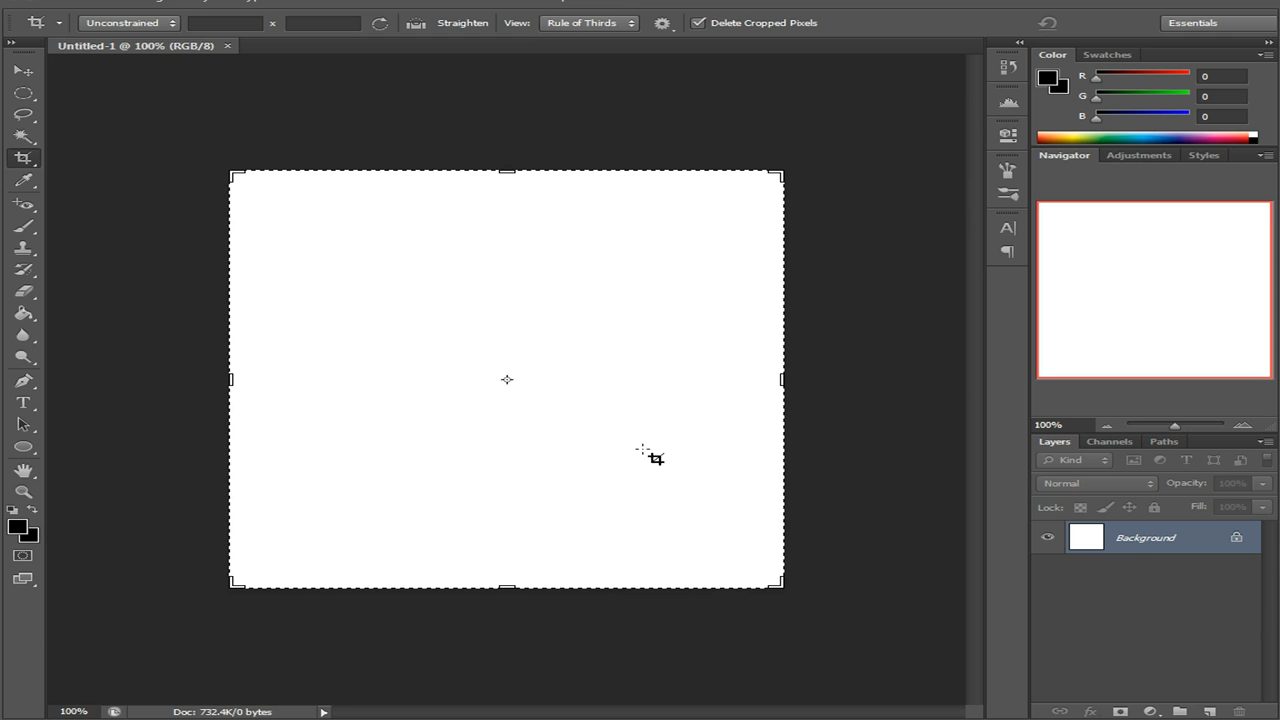 Unconstrained x Straighten View: Rule of Thirds Delete Cropped Pixels Essentials
Untitled-1 @ 100% (RGB/8) ×
Color Swatches
R 0
G 0
B 0
Navigator Adjustments Styles
100%
Layers Channels Paths
Kind
Normal Opacity: 100%
Lock: Fill: 100%
Background
100% Doc: 732.4K/0 bytes